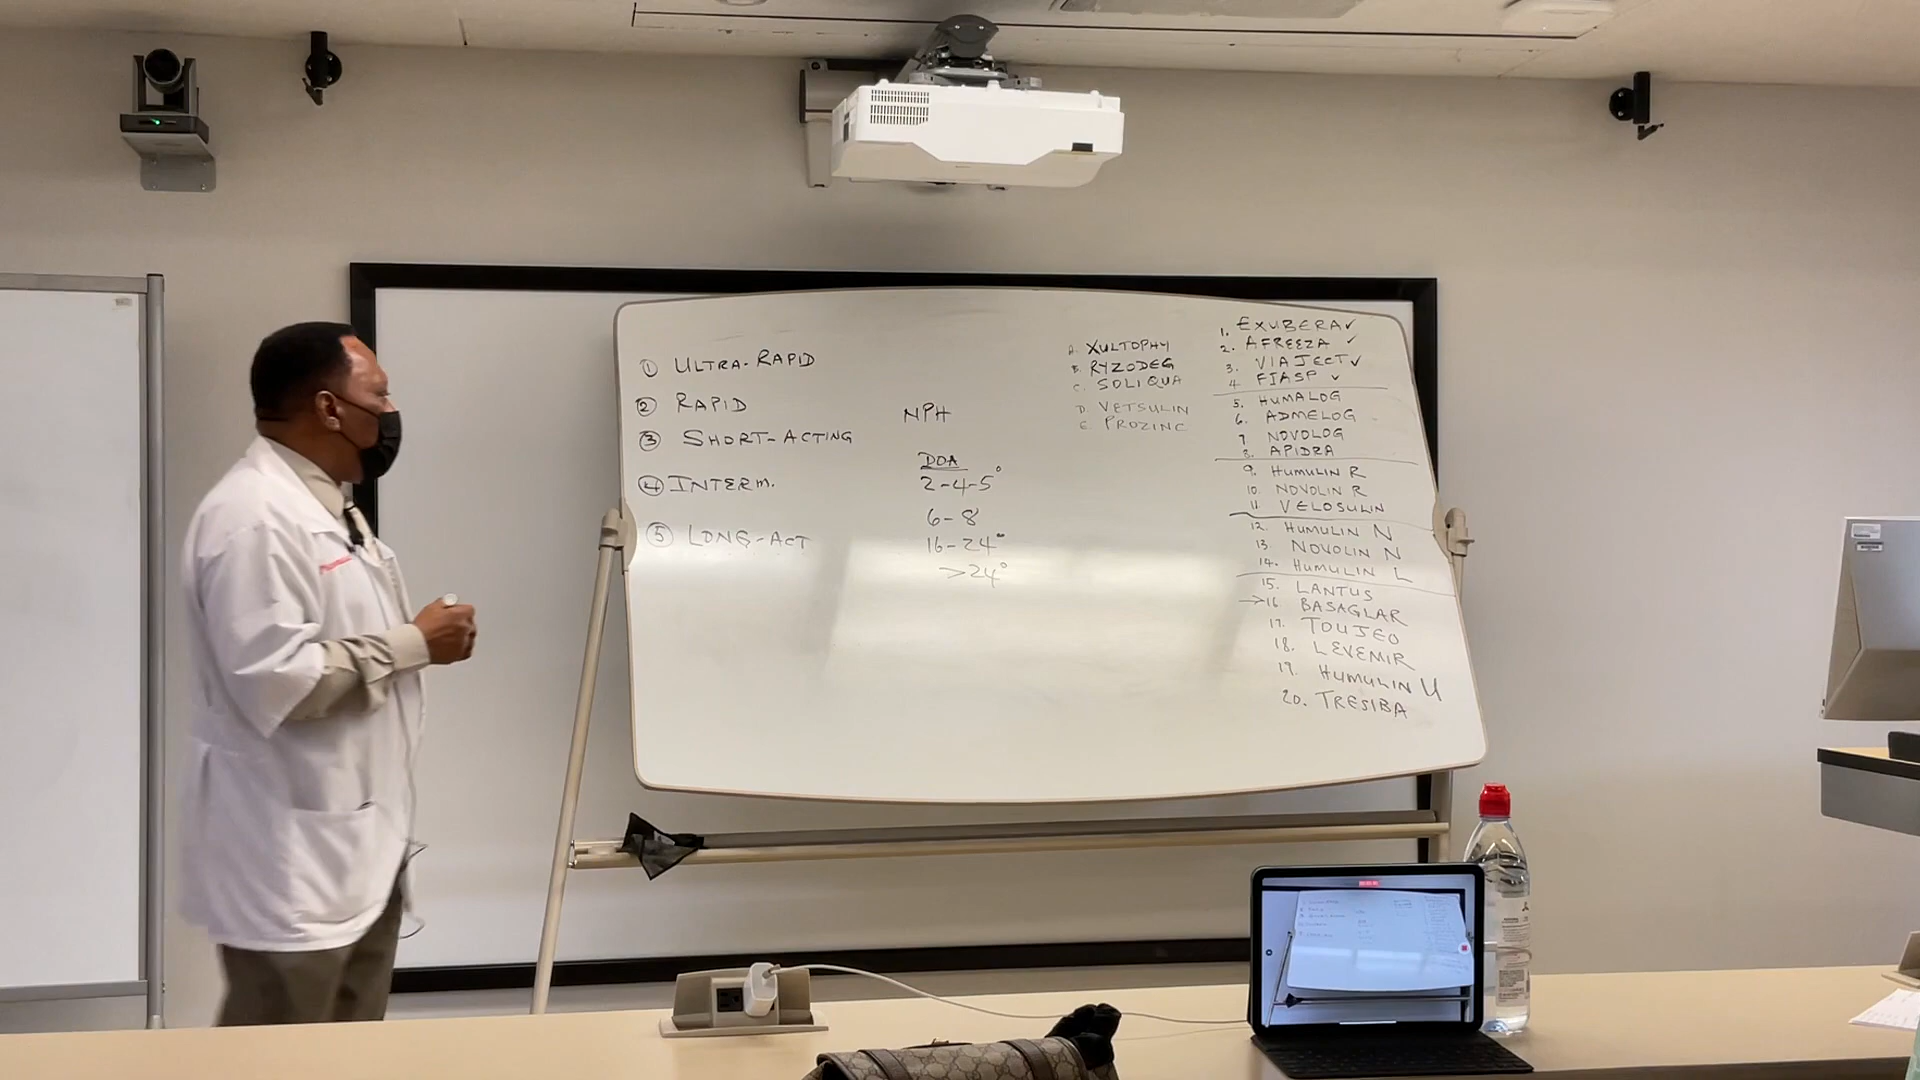 ① ULTRA-RAPID
② RAPID
③ SHORT-ACTING
④ INTERM.
⑤ LONG-ACT
NPH
DOA
2-4-5°
6-8
16-24°
>24°
A. XULTOPHY
B. RYZODEG
C. SOLIQUA
D. VETSULIN
E. PROZINC
1. EXUBERA✓
2. AFREEZA ✓
3. VIAJECT✓
4 FIASP ✓
5. HUMALOG
6. ADMELOG
7 NOVOLOG
8. APIDRA
9. HUMULIN R
10. NOVOLIN R
11 VELOSULIN
12. HUMULIN N
13. NOVOLIN N
14. HUMULIN L
15. LANTUS
→16 BASAGLAR
17. TOUJEO
18. LEVEMIR
19. HUMULIN U
20. TRESIBA